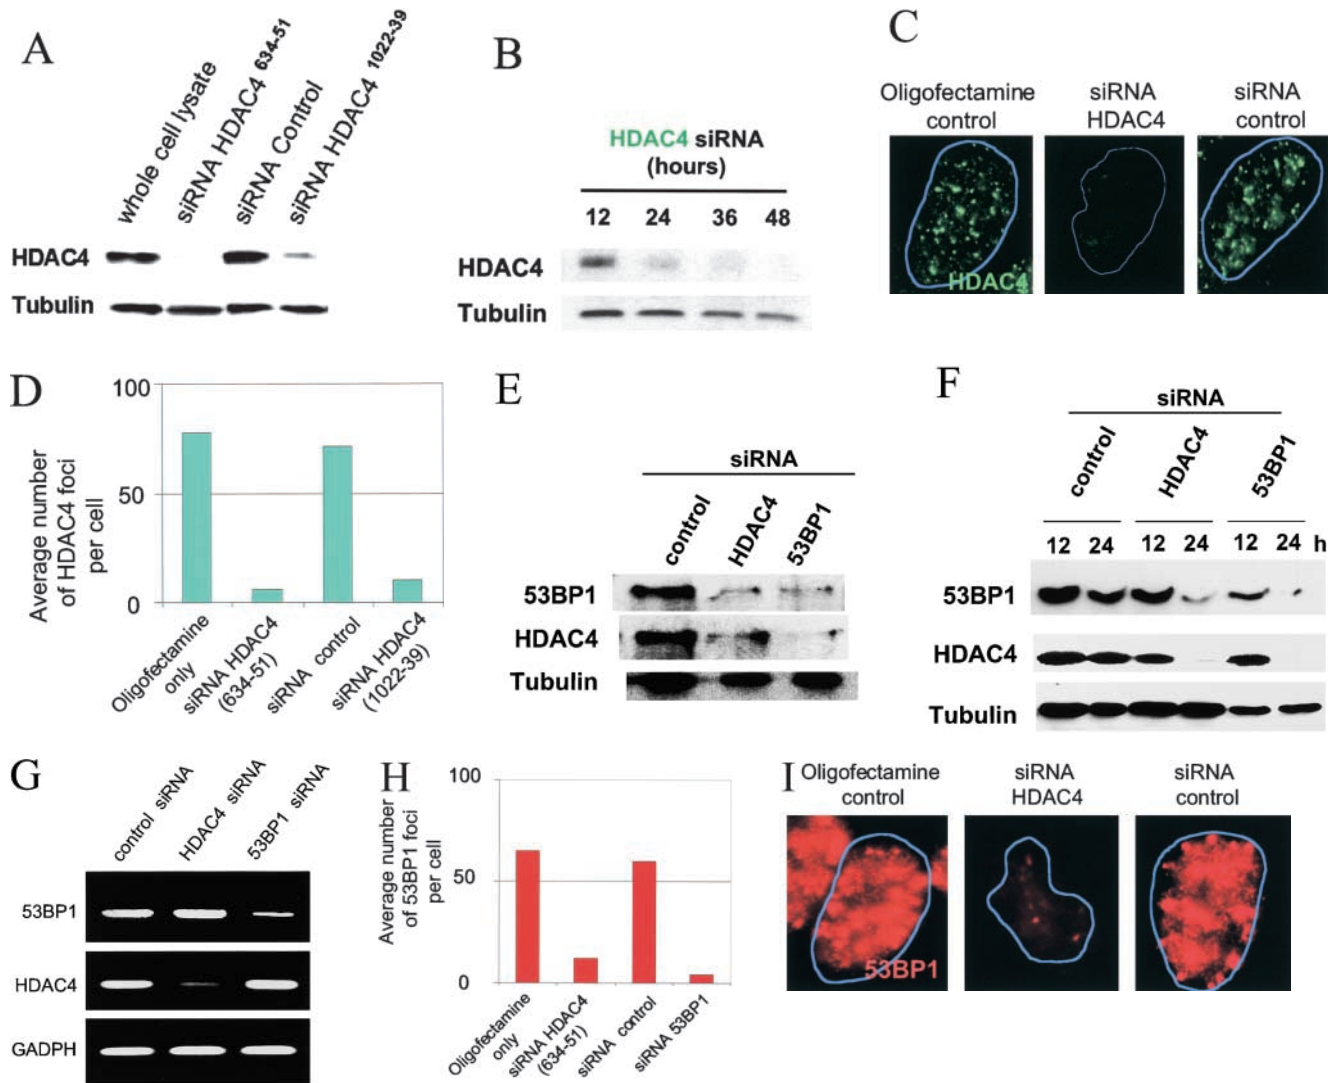 A
whole cell lysate
siRNA HDAC4 634-51
siRNA Control
siRNA HDAC4 1022-39
HDAC4
Tubulin
B
HDAC4 siRNA
(hours)
12 24 36 48
HDAC4
Tubulin
C
Oligofectamine
control
siRNA
HDAC4
siRNA
control
HDAC4
D
Average number
of HDAC4 foci
per cell
100
50
0
Oligofectamine
only
siRNA HDAC4
(634-51)
siRNA control
siRNA HDAC4
(1022-39)
E
siRNA
control
HDAC4
53BP1
53BP1
HDAC4
Tubulin
F
siRNA
control
HDAC4
53BP1
12 24 12 24 12 24 h
53BP1
HDAC4
Tubulin
G
control siRNA
HDAC4 siRNA
53BP1 siRNA
53BP1
HDAC4
GADPH
H
Average number
of 53BP1 foci
per cell
100
50
0
Oligofectamine
only
siRNA HDAC4
(634-51)
siRNA control
siRNA 53BP1
I
Oligofectamine
control
siRNA
HDAC4
siRNA
control
53BP1